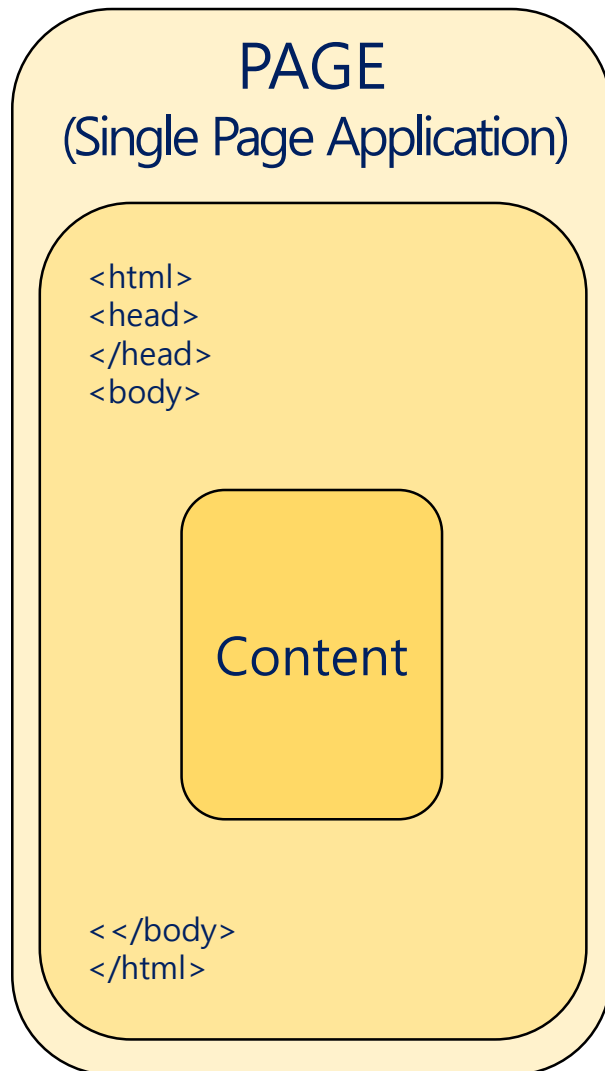 PAGE
(Single Page Application)
<html>
<head>
</head>
<body>
Content
<</body>
</html>